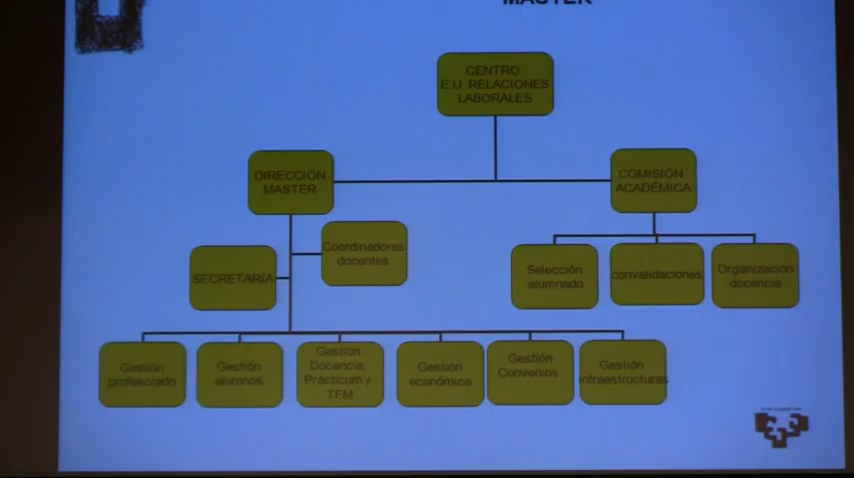 MASTER
CENTRO
E.U. RELACIONES
LABORALES
DIRECCIÓN
MASTER
COMISIÓN
ACADÉMICA
Coordinadores
docentes
SECRETARÍA
Selección
alumnado
convalidaciones
Organización
docencia
Gestión
profesorado
Gestión
alumnos
Gestión
Docencia,
Prácticum y
TFM
Gestión
económica
Gestión
Convenios
Gestión
infraestructuras